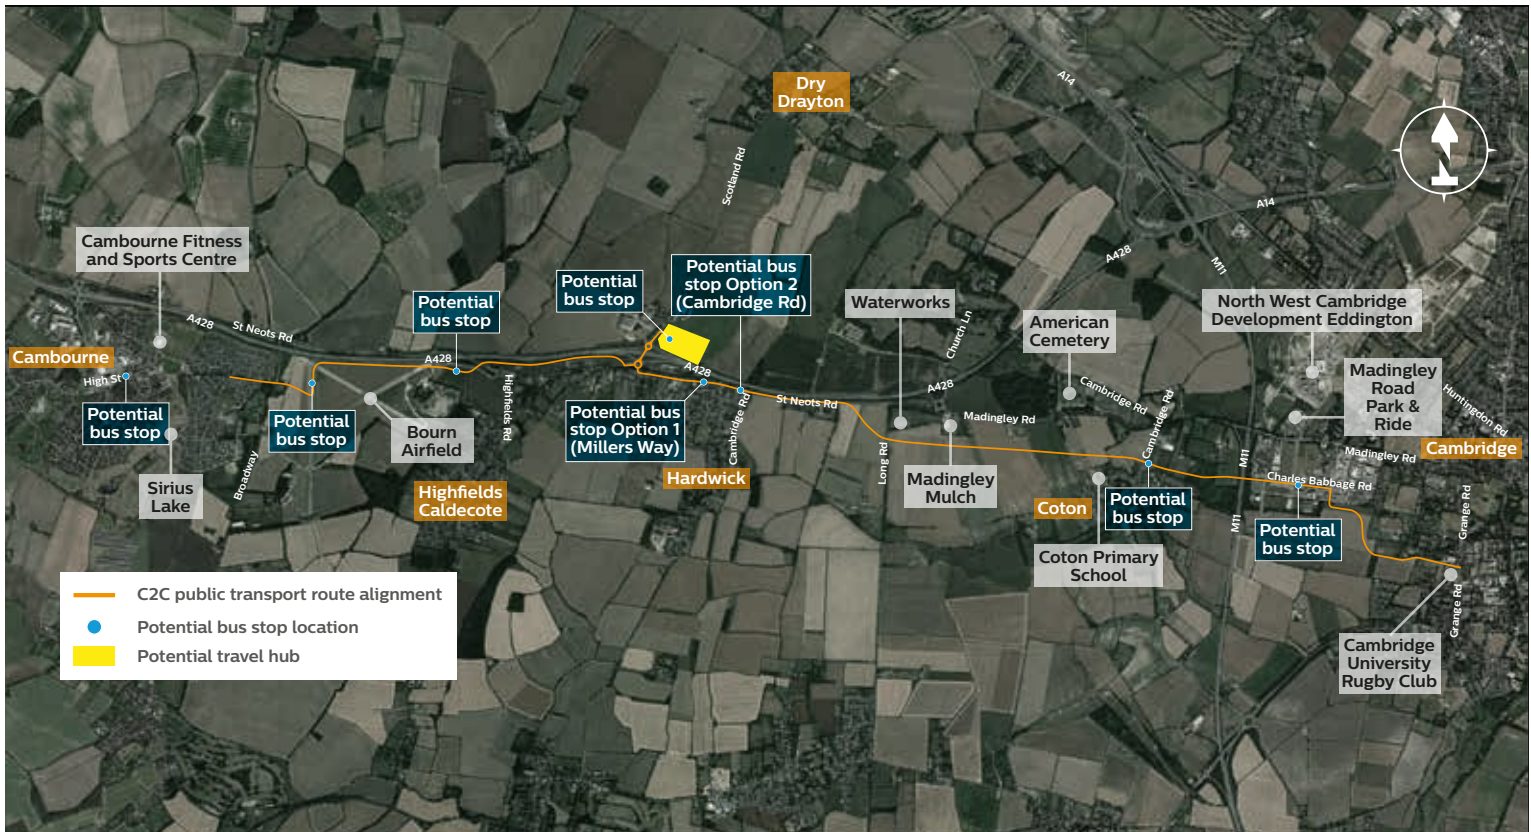 Dry
Drayton
A14
Scotland Rd
A14
A428
M11
Cambourne Fitness
and Sports Centre
Potential
bus stop
Potential bus
stop Option 2
(Cambridge Rd)
Potential
bus stop
Waterworks
North West Cambridge
Development Eddington
American
Cemetery
Church Ln
A428
St Neots Rd
Cambourne
High St
A428
A428
A428
Madingley
Road
Park &
Ride
Huntingdon Rd
Cambridge Rd
Potential
bus stop
Potential
bus stop
Bourn
Airfield
Highfields Rd
Potential bus
stop Option 1
(Millers Way)
Cambridge Rd
St Neots Rd
Madingley Rd
Cambridge Rd
Cambridge
Madingley Rd
Broadway
Sirius
Lake
Highfields
Caldecote
Hardwick
Long Rd
Madingley
Mulch
M11
Charles Babbage Rd
Coton
Potential
bus stop
M11
Potential
bus stop
Grange Rd
Coton Primary
School
Grange Rd
Cambridge
University
Rugby Club
C2C public transport route alignment
Potential bus stop location
Potential travel hub